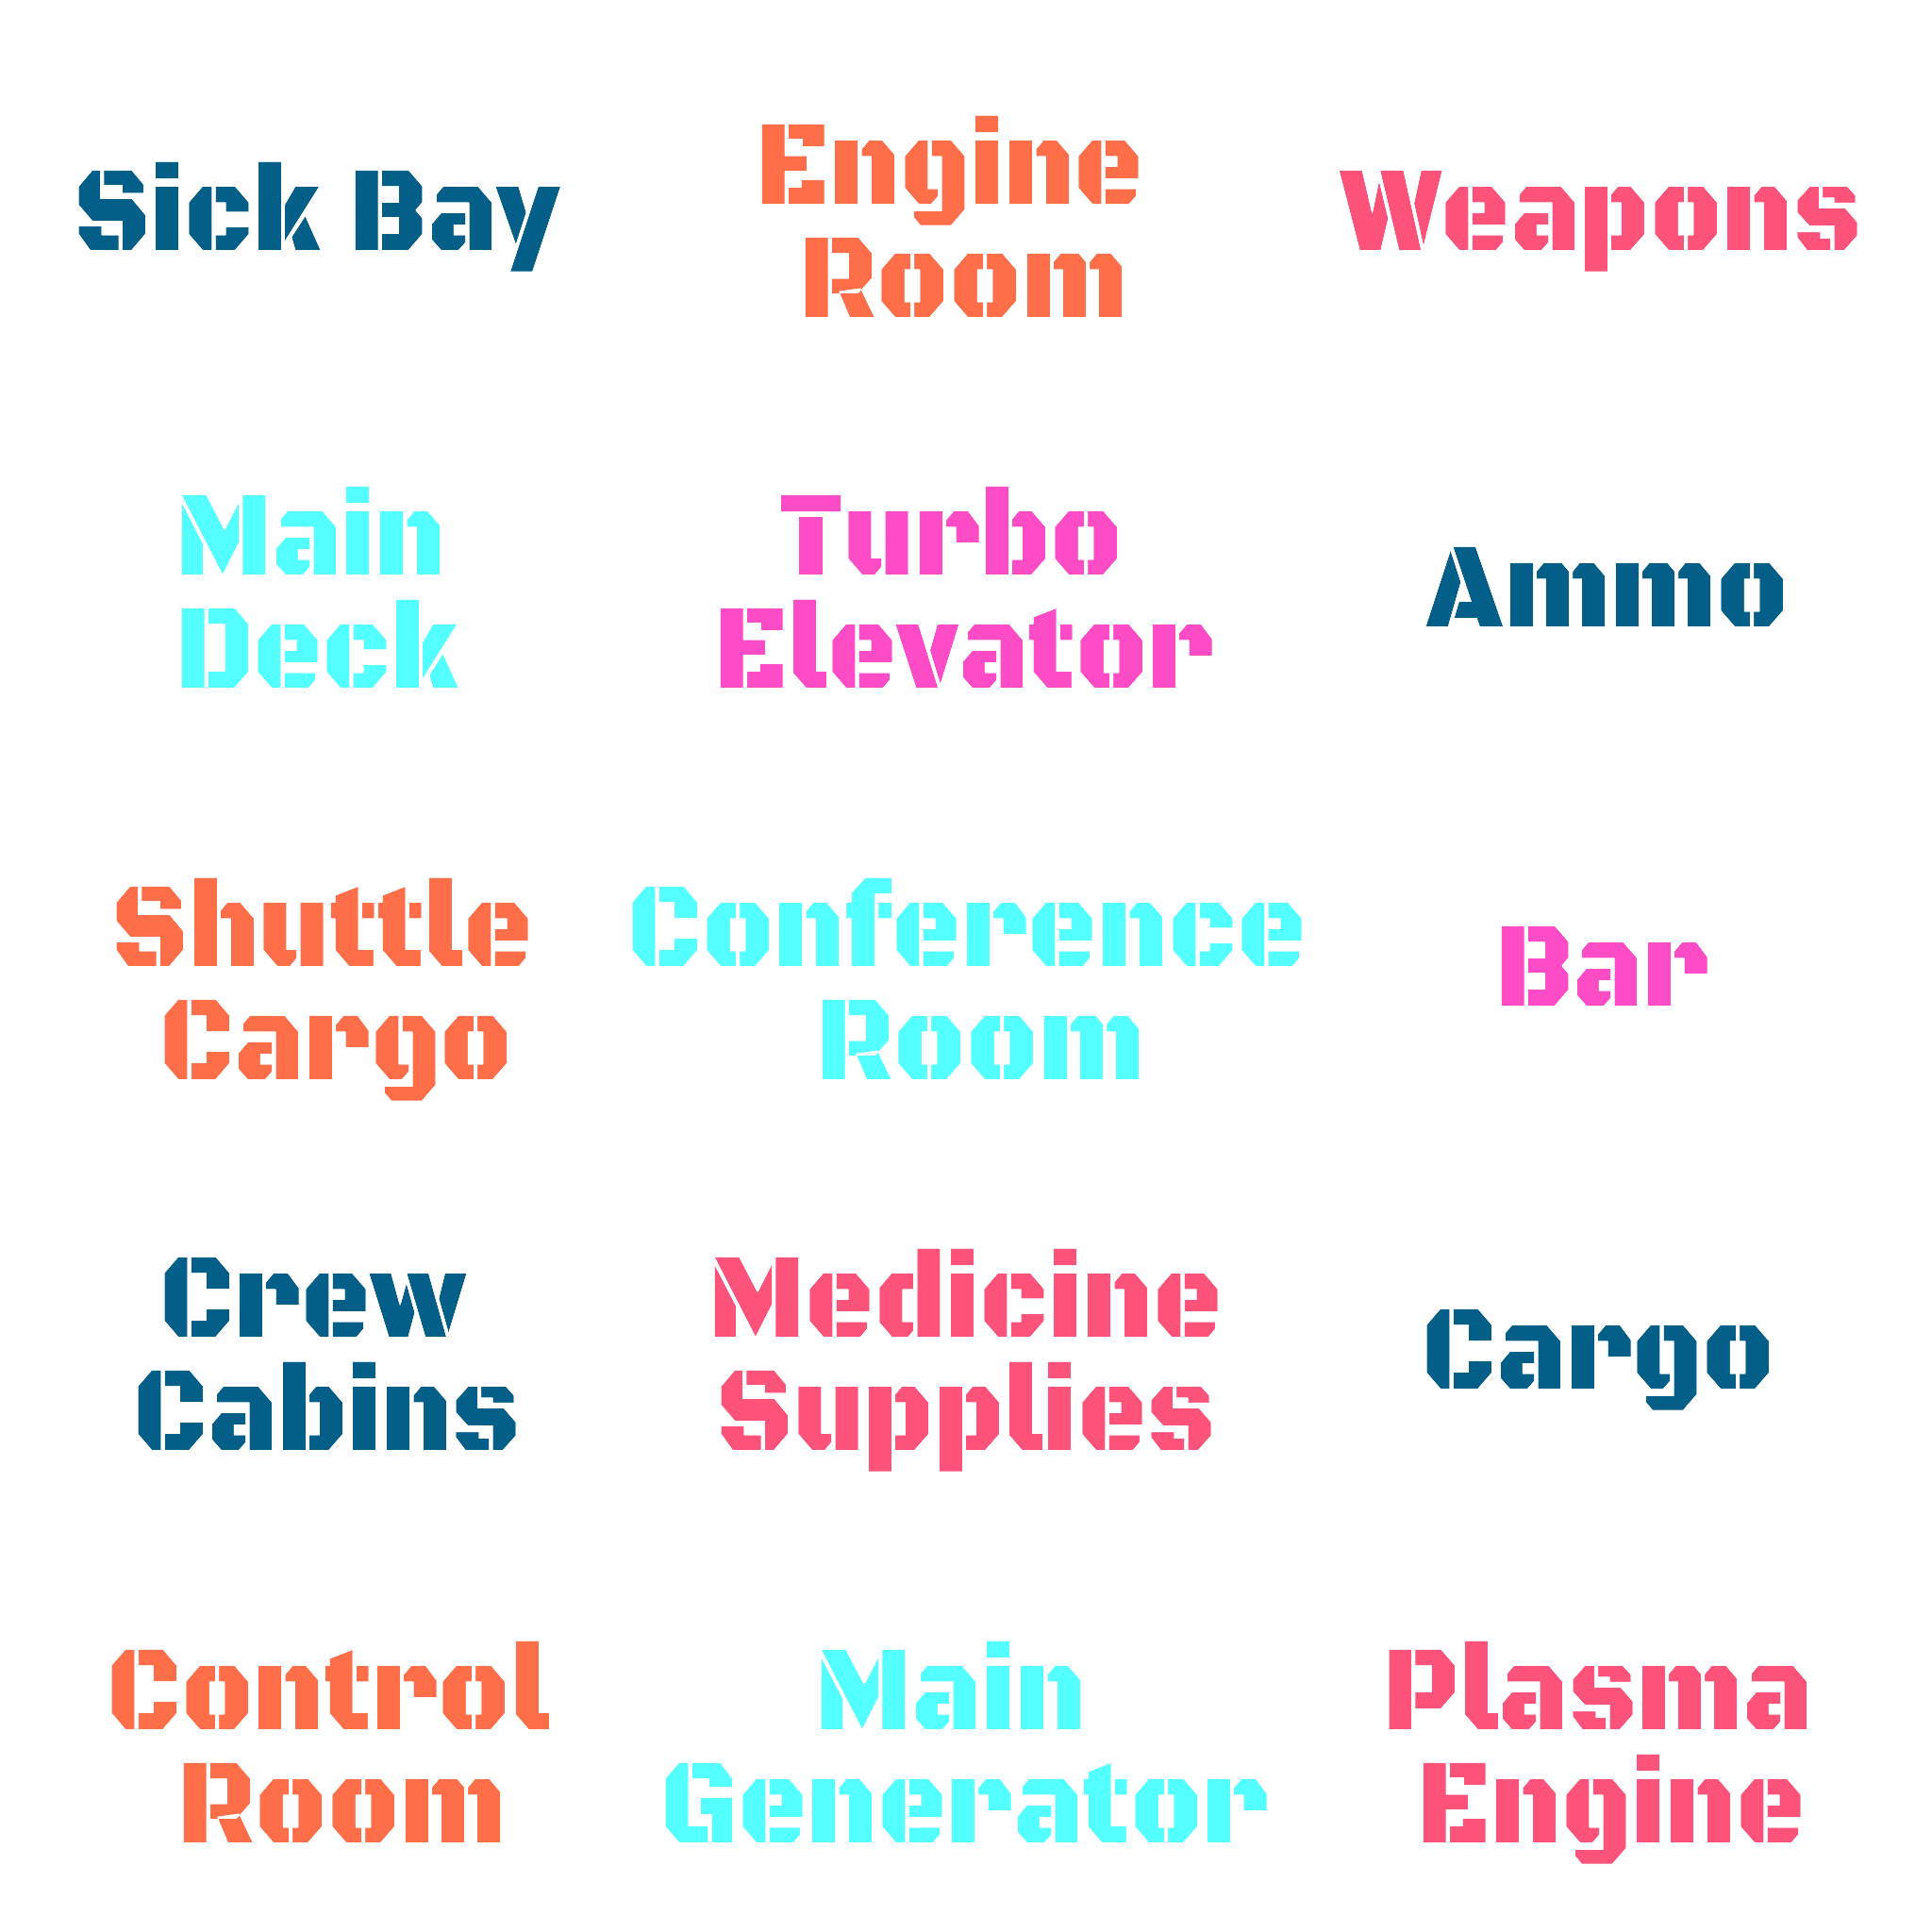 Sick Bay
Engine
Room
Weapons
Main
Deck
Turbo
Elevator
Ammo
Shuttle
Cargo
Conference
Room
Bar
Crew
Cabins
Medicine
Supplies
Cargo
Control
Room
Main
Generator
Plasma
Engine